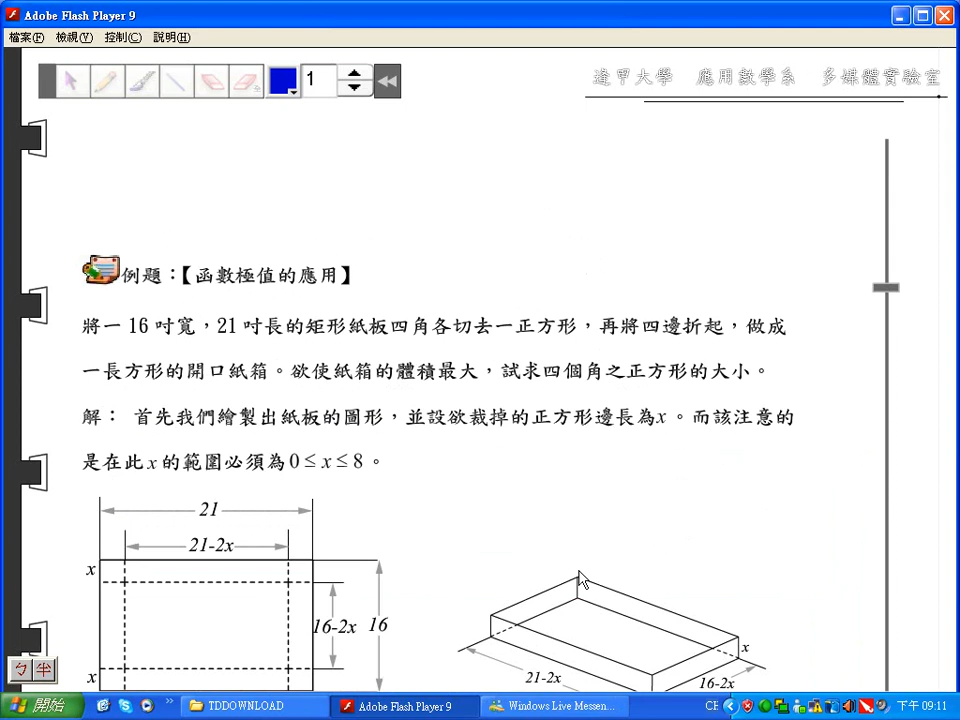 Adobe Flash Player 9
檔案(F) 檢視(V) 控制(C) 說明(H)
1
逢甲大學 應用數學系 多媒體實驗室
例題：【函數極值的應用】
將一 16 吋寬，21 吋長的矩形紙板四角各切去一正方形，再將四邊折起，做成
一長方形的開口紙箱。欲使紙箱的體積最大，試求四個角之正方形的大小。
解： 首先我們繪製出紙板的圖形，並設欲裁掉的正方形邊長為x。而該注意的
是在此 x 的範圍必須為 0 ≤ x ≤ 8。
21
21-2x
x
16-2x 16
x
x
21-2x
16-2x
ㄅ 半
開始 TDDOWNLOAD Adobe Flash Player 9 Windows Live Messen... CH 下午 09:11